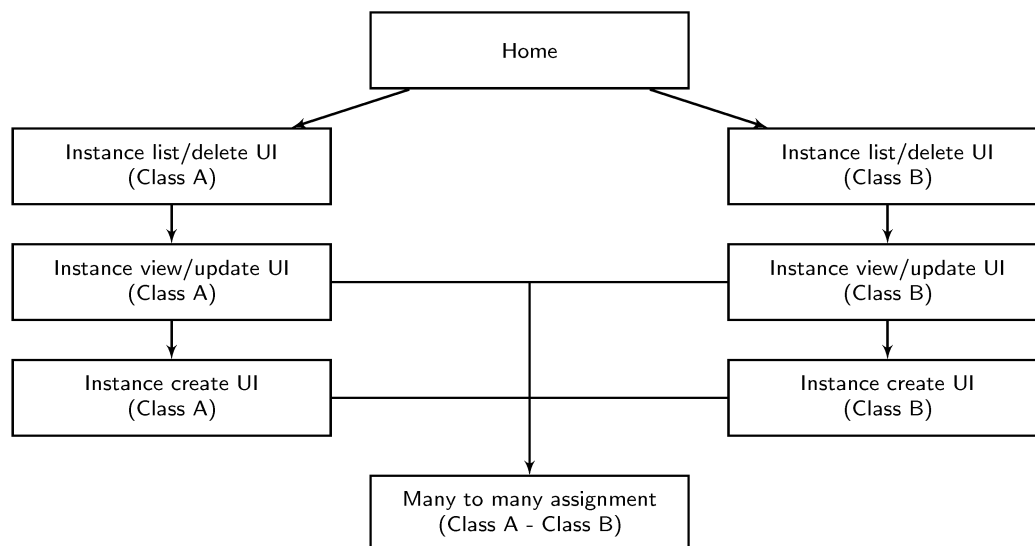 Home
Instance list/delete UI
(Class A)
Instance list/delete UI
(Class B)
Instance view/update UI
(Class A)
Instance view/update UI
(Class B)
Instance create UI
(Class A)
Instance create UI
(Class B)
Many to many assignment
(Class A - Class B)